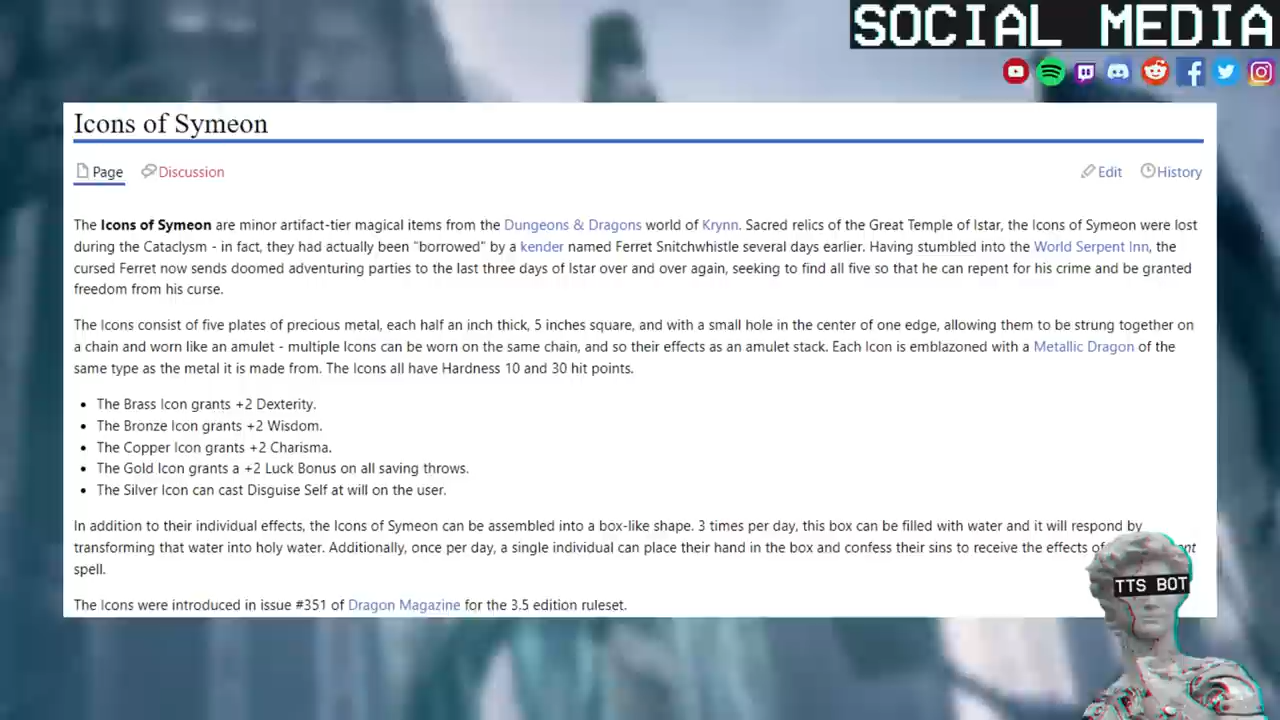 SOCIAL MEDIA
Icons of Symeon
Page Discussion Edit History
The Icons of Symeon are minor artifact-tier magical items from the Dungeons & Dragons world of Krynn. Sacred relics of the Great Temple of Istar, the Icons of Symeon were lost
during the Cataclysm - in fact, they had actually been "borrowed" by a kender named Ferret Snitchwhistle several days earlier. Having stumbled into the World Serpent Inn, the
cursed Ferret now sends doomed adventuring parties to the last three days of Istar over and over again, seeking to find all five so that he can repent for his crime and be granted
freedom from his curse.
The Icons consist of five plates of precious metal, each half an inch thick, 5 inches square, and with a small hole in the center of one edge, allowing them to be strung together on
a chain and worn like an amulet - multiple Icons can be worn on the same chain, and so their effects as an amulet stack. Each Icon is emblazoned with a Metallic Dragon of the
same type as the metal it is made from. The Icons all have Hardness 10 and 30 hit points.
• The Brass Icon grants +2 Dexterity.
• The Bronze Icon grants +2 Wisdom.
• The Copper Icon grants +2 Charisma.
• The Gold Icon grants a +2 Luck Bonus on all saving throws.
• The Silver Icon can cast Disguise Self at will on the user.
In addition to their individual effects, the Icons of Symeon can be assembled into a box-like shape. 3 times per day, this box can be filled with water and it will respond by
transforming that water into holy water. Additionally, once per day, a single individual can place their hand in the box and confess their sins to receive the effects of
spell.
TTS BOT
The Icons were introduced in issue #351 of Dragon Magazine for the 3.5 edition ruleset.